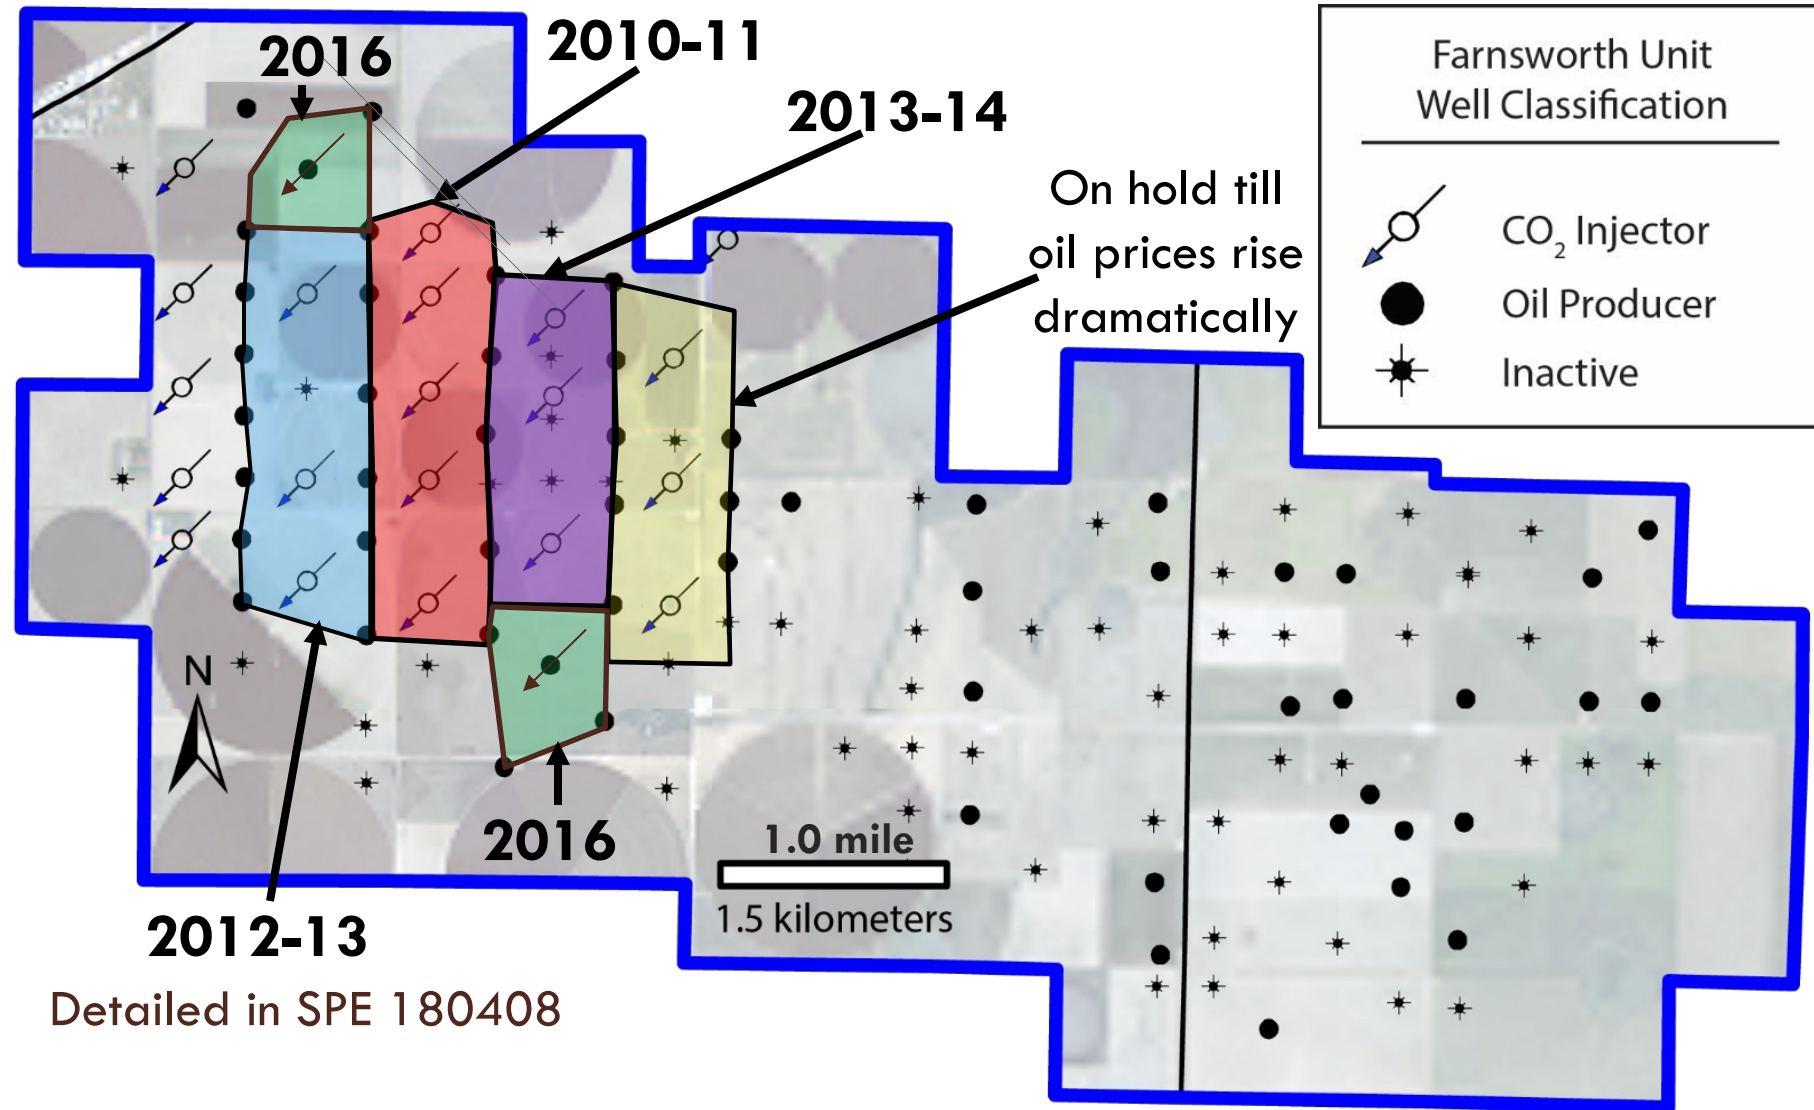 2016
2010-11
2013-14
On hold till
oil prices rise
dramatically
Farnsworth Unit
Well Classification
CO₂ Injector
Oil Producer
Inactive
N
2016
1.0 mile
1.5 kilometers
2012-13
Detailed in SPE 180408